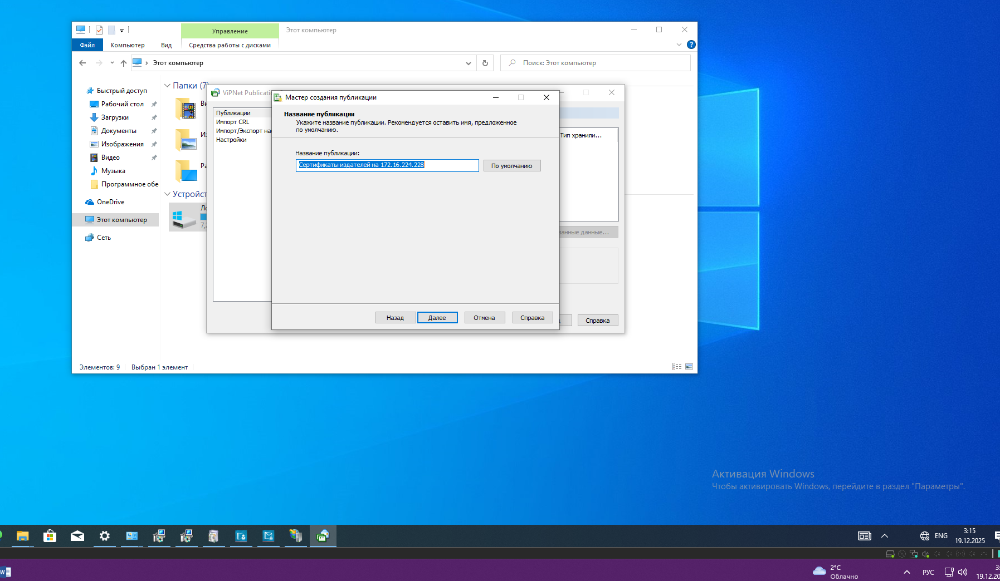 Управление
Этот компьютер
Файл
Компьютер
Вид
Средства работы с дисками
Этот компьютер
Поиск: Этот компьютер
Быстрый доступ
Рабочий стол
Загрузки
Документы
Изображения
Видео
Музыка
Программное обе
OneDrive
Этот компьютер
Сеть
Папки (7)
Ви
Из
Ра
Устройст
Ло
7,
ViPNet Publicati
Публикации
Импорт CRL
Импорт/Экспорт на
Настройки
Тип хранили...
анные данные...
Справка
Мастер создания публикации
Название публикации
Укажите название публикации. Рекомендуется оставить имя, предложенное
по умолчанию.
Название публикации:
Сертификаты издателей на 172.16.224.228
По умолчанию
Назад
Далее
Отмена
Справка
Элементов: 9
Выбран 1 элемент
Активация Windows
Чтобы активировать Windows, перейдите в раздел "Параметры".
ENG
3:15
19.12.2025
2°C
Облачно
РУС
3:
19.12.20